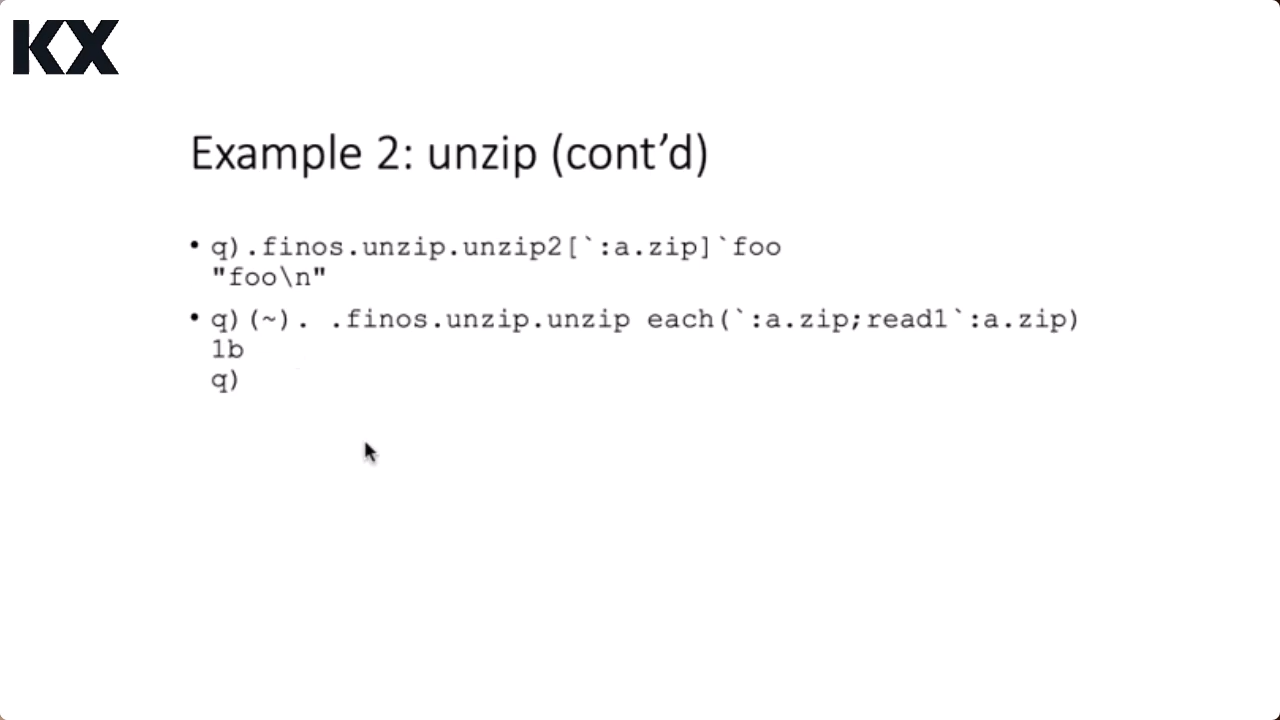 KX
Example 2: unzip (cont’d)
• q).finos.unzip.unzip2[`:a.zip]`foo
"foo\n"
• q)(~). .finos.unzip.unzip each(`:a.zip;read1`:a.zip)
1b
q)